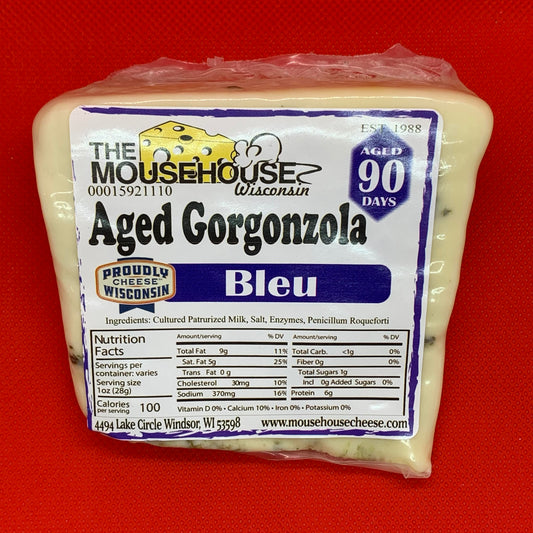 EST. 1988
THE
MOUSEHOUSE
Wisconsin
00015921110
AGED
90
DAYS
Aged Gorgonzola
PROUDLY
CHEESE™
WISCONSIN
Bleu
Ingredients: Cultured Patrurized Milk, Salt, Enzymes, Penicillum Roqueforti
Nutrition
Facts
Servings per
container: varies
Serving size
1oz (28g)
Calories
per serving 100
Amount/serving % DV
Total Fat 9g 11%
Sat. Fat 5g 25%
Trans Fat 0 g
Cholesterol 30mg 10%
Sodium 370mg 16%
Amount/serving % DV
Total Carb. <1g 0%
Fiber 0g 0%
Total Sugars 1g
Incl 0g Added Sugars 0%
Protein 6g
Vitamin D 0% • Calcium 10% • Iron 0% • Potassium 0%
4494 Lake Circle Windsor, WI 53598 www.mousehousecheese.com